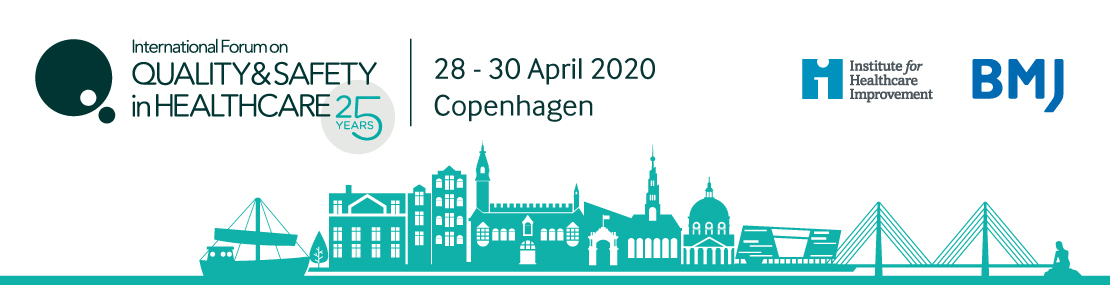 International Forum on
QUALITY & SAFETY
in HEALTHCARE
25
YEARS
28 - 30 April 2020
Copenhagen
Institute for
Healthcare
Improvement
BMJ